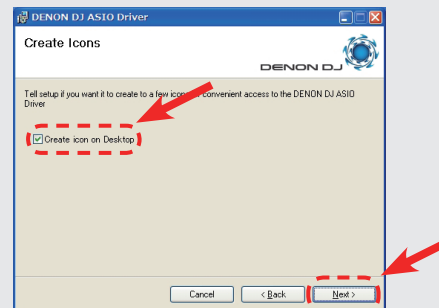 DENON DJ ASIO Driver
Create Icons
DENON DJ
Tell setup if you want it to create to a few icons convenient access to the DENON DJ ASIO
Driver
Create icon on Desktop
Cancel
< Back
Next >